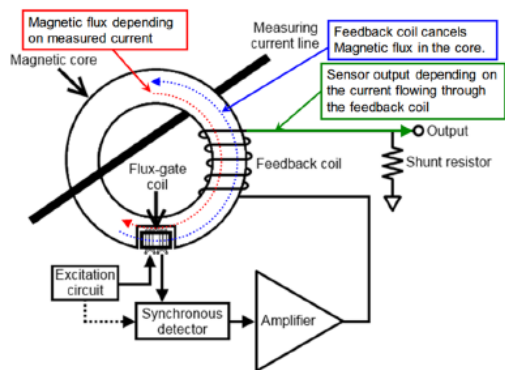 Magnetic flux depending
on measured current
Measuring
current line
Feedback coil cancels
Magnetic flux in the core.
Magnetic core
Sensor output depending on
the current flowing through
the feedback coil
Output
Flux-gate
coil
Feedback coil
Shunt resistor
Excitation
circuit
Synchronous
detector
Amplifier